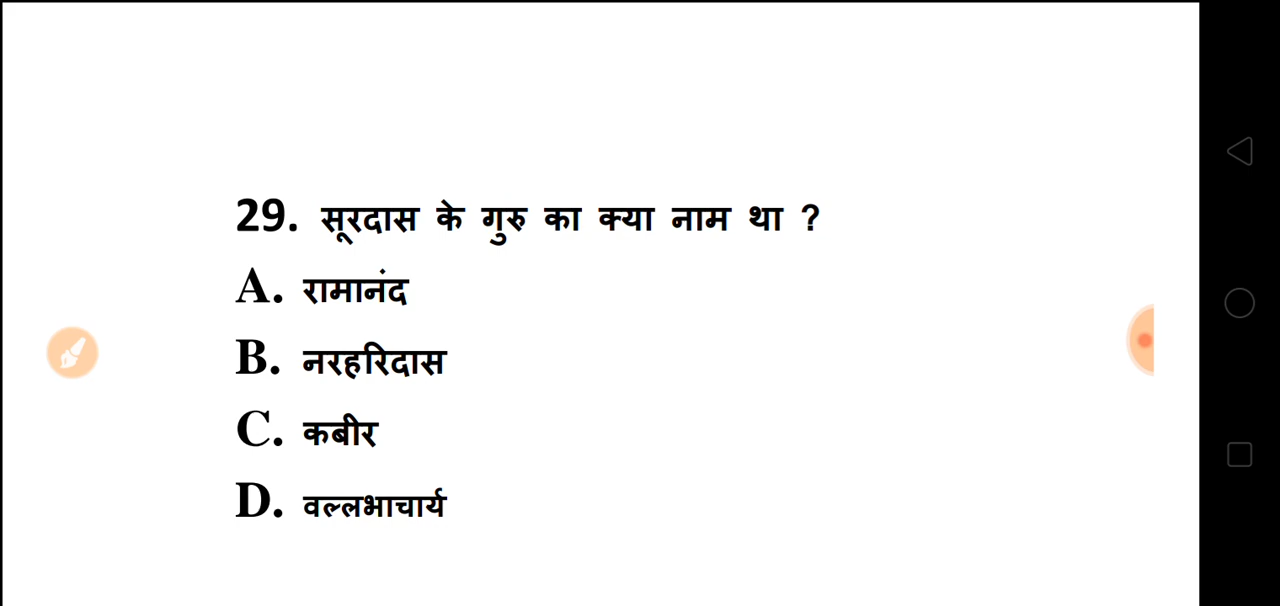 29. सूरदास के गुरु का क्या नाम था ?
A. रामानंद
B. नरहरिदास
C. कबीर
D. वल्लभाचार्य